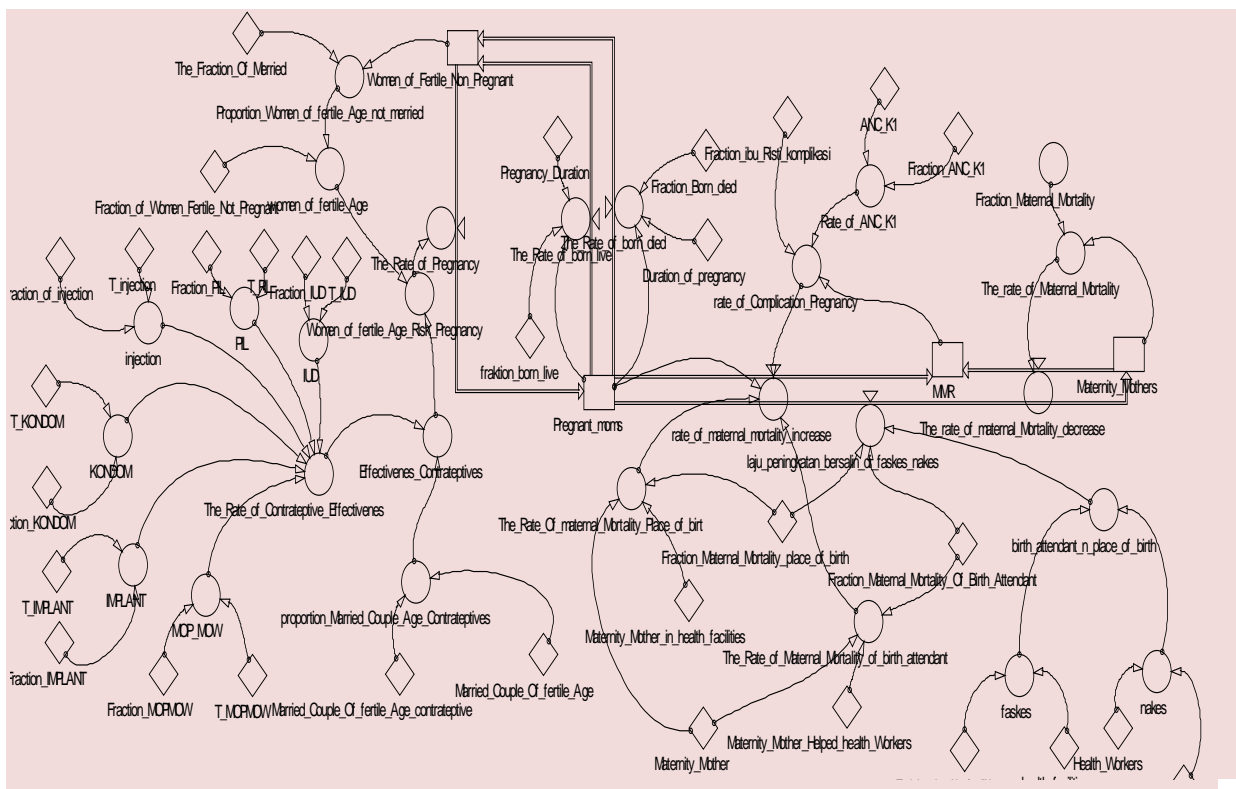 The_Fraction_Of_Merried
Women_of_Fertile_Non_Pregnant
Proportion_Women_of_fertile_Age_not_merried
ANC_K1
Fraction_ibu_Risti_komplikasi
Fraction_ANC_K1
Pregnancy_Duration
Fraction_Born_died
Fraction_Maternal_Mortality
Fraction_of_Women_Fertile_Not_Pregnant
women_of_fertile_Age
Rate_of_ANC_K1
The_Rate_of_born_died
The_Rate_of_born_live
The_Rate_of_Pregnancy
Duration_of_pregnancy
The_rate_of_Maternal_Mortality
raction_of_injection
T_injection
Fraction_PIL
T_PIL
Fraction_IUD
T_IUD
rate_of_Complication_Pregnancy
Women_of_fertile_Age_Risk_Pregnancy
injection
PIL
IUD
fraktion_born_live
MMR
Maternity_Mothers
T_KONDOM
Pregnant_moms
rate_of_maternal_mortality_increase
The_rate_of_maternal_Mortality_decrease
KONDOM
Effectivenes_Contrateptives
laju_peningkatan_bersalin_di_faskes_nakes
The_Rate_of_Contrateptive_Effectivenes
ction_KONDOM
The_Rate_Of_maternal_Mortality_Place_of_birt
birth_attendant_n_place_of_birth
Fraction_Maternal_Mortality_place_of_birth
Fraction_Maternal_Mortality_Of_Birth_Attendant
T_IMPLANT
IMPLANT
MOP_MOW
proportion_Married_Couple_Age_Contrateptives
Maternity_Mother_in_health_facilities
The_Rate_of_Maternal_Mortality_of_birth_attendant
Fraction_IMPLANT
Married_Couple_Of_fertile_Age
Fraction_MOPMOW
T_MOPMOW
Married_Couple_Of_fertile_Age_contrateptive
faskes
nakes
Maternity_Mother_Helped_health_Workers
Maternity_Mother
Health_Workers